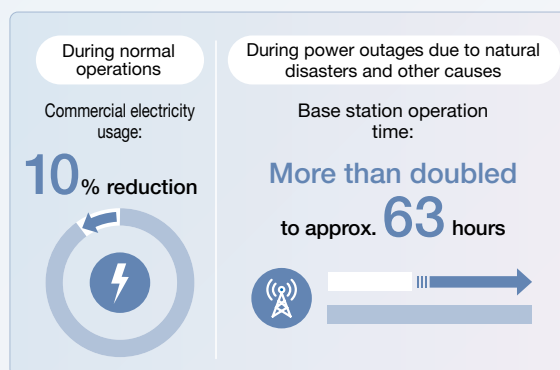 During normal
operations
Commercial electricity
usage:
10% reduction
During power outages due to natural
disasters and other causes
Base station operation
time:
More than doubled
to approx. 63 hours